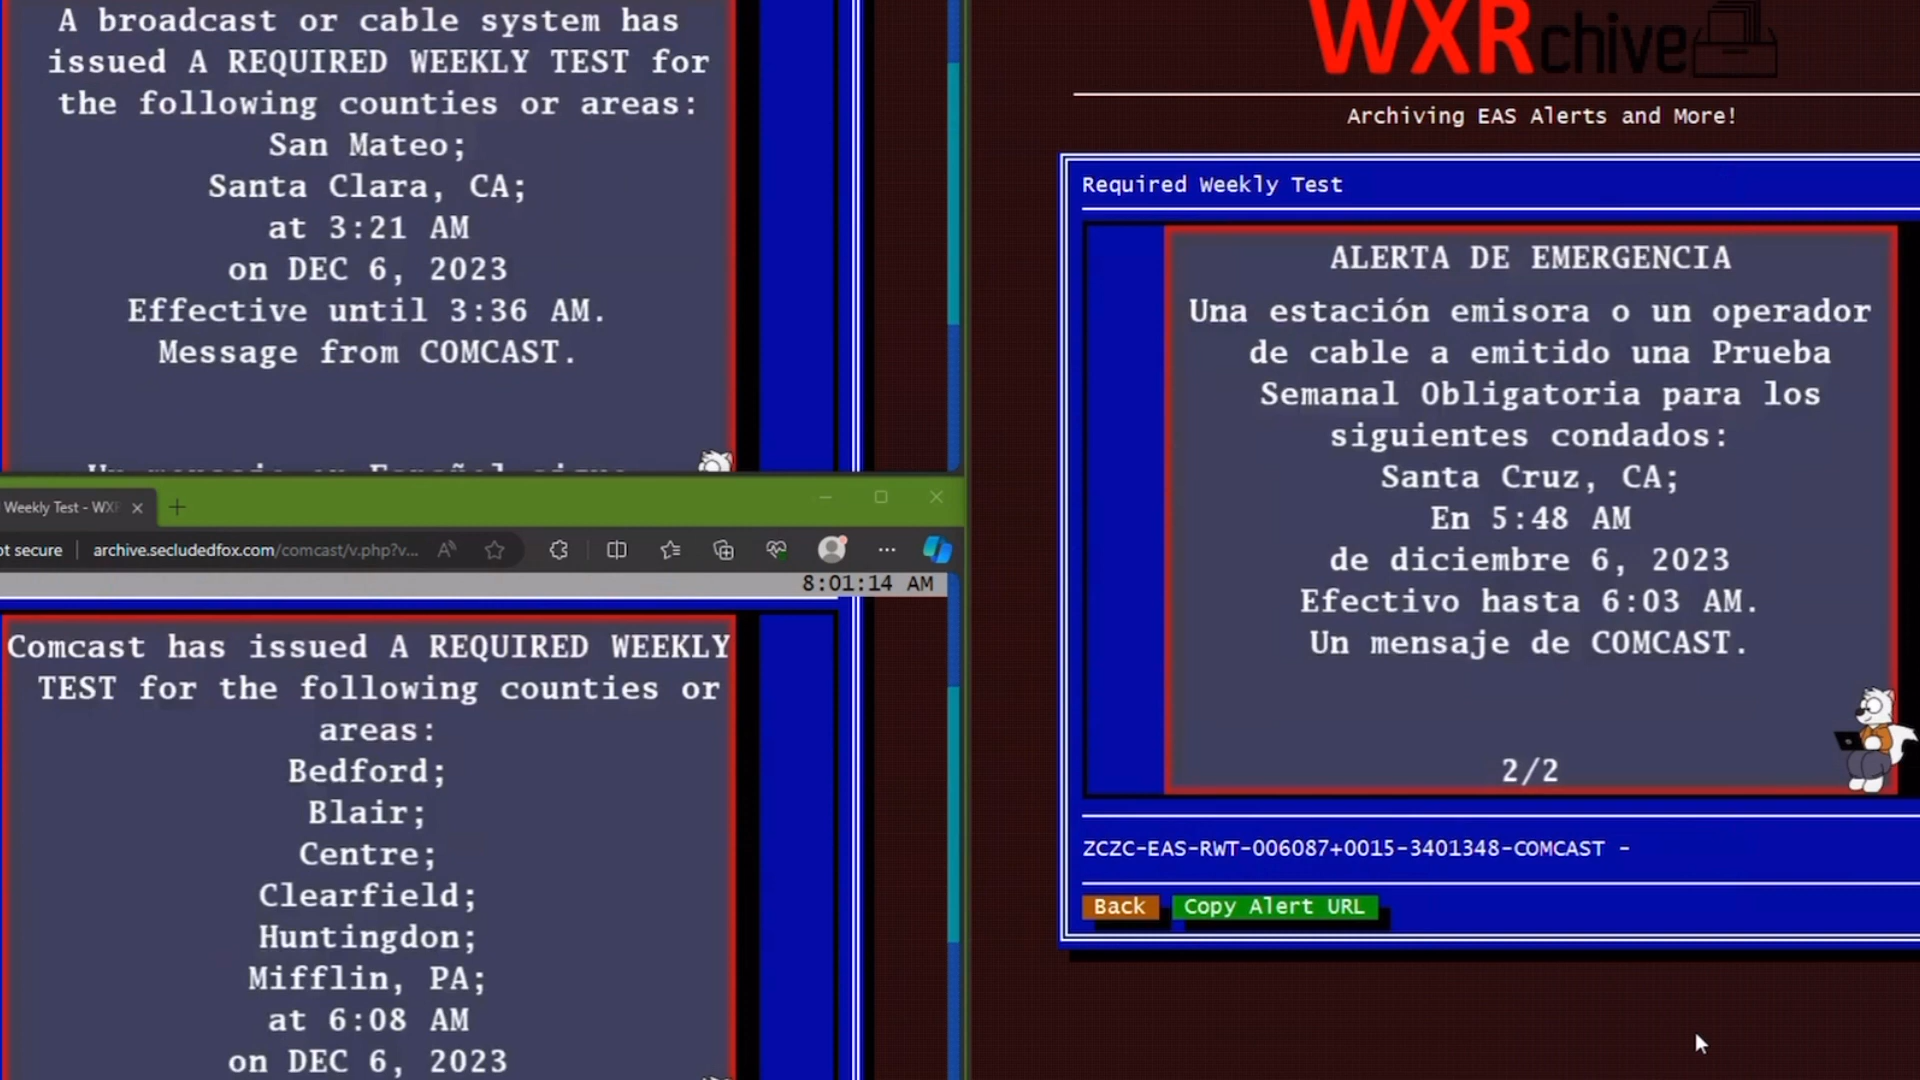 A broadcast or cable system has
issued A REQUIRED WEEKLY TEST for
the following counties or areas:
San Mateo;
Santa Clara, CA;
at 3:21 AM
on DEC 6, 2023
Effective until 3:36 AM.
Message from COMCAST.
Un mensaje en Español sigue
Weekly Test - WX
ot secure
archive.secludedfox.com/comcast/v.php?v...
8:01:14 AM
Comcast has issued A REQUIRED WEEKLY
TEST for the following counties or
areas:
Bedford;
Blair;
Centre;
Clearfield;
Huntingdon;
Mifflin, PA;
at 6:08 AM
on DEC 6, 2023
WXRchive
Archiving EAS Alerts and More!
Required Weekly Test
ALERTA DE EMERGENCIA
Una estación emisora o un operador
de cable a emitido una Prueba
Semanal Obligatoria para los
siguientes condados:
Santa Cruz, CA;
En 5:48 AM
de diciembre 6, 2023
Efectivo hasta 6:03 AM.
Un mensaje de COMCAST.
2/2
ZCZC-EAS-RWT-006087+0015-3401348-COMCAST -
Back
Copy Alert URL